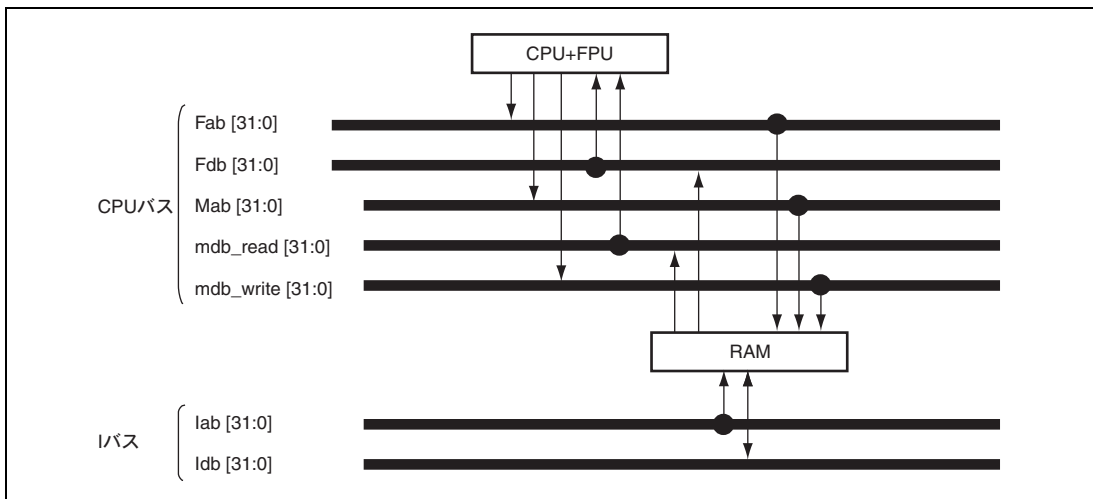 CPU+FPU
CPUバス
Fab [31:0]
Fdb [31:0]
Mab [31:0]
mdb_read [31:0]
mdb_write [31:0]
RAM
Iバス
Iab [31:0]
Idb [31:0]